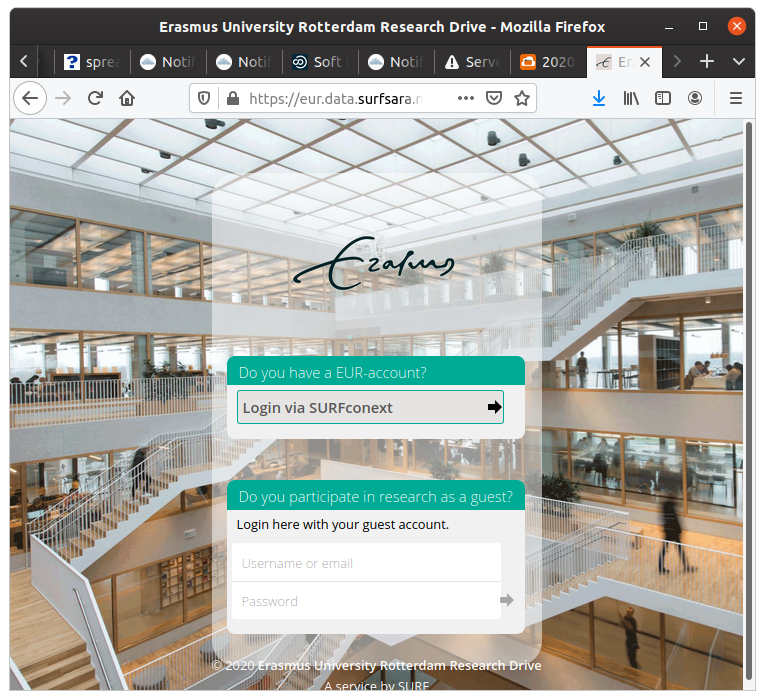 Erasmus University Rotterdam Research Drive - Mozilla Firefox
sprea
Notif
Notif
Soft
Notif
Serve
2020
Er
https://eur.data.surfsara.n
Erasmus
Do you have a EUR-account?
Login via SURFconext
Do you participate in research as a guest?
Login here with your guest account.
Username or email
Password
© 2020 Erasmus University Rotterdam Research Drive
A service by SURF